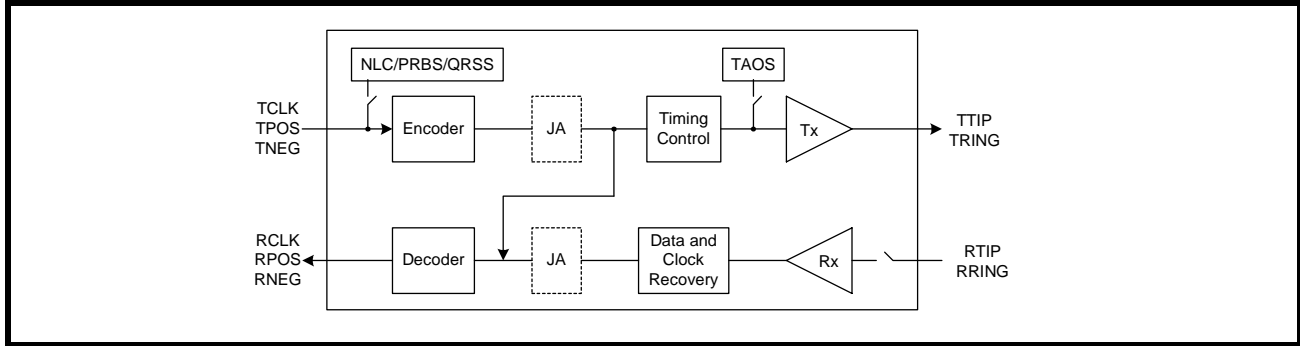 NLC/PRBS/QRSS
TAOS
TCLK
TPOS
TNEG
Encoder
JA
Timing
Control
Tx
TTIP
TRING
RCLK
RPOS
RNEG
Decoder
JA
Data and
Clock
Recovery
Rx
RTIP
RRING